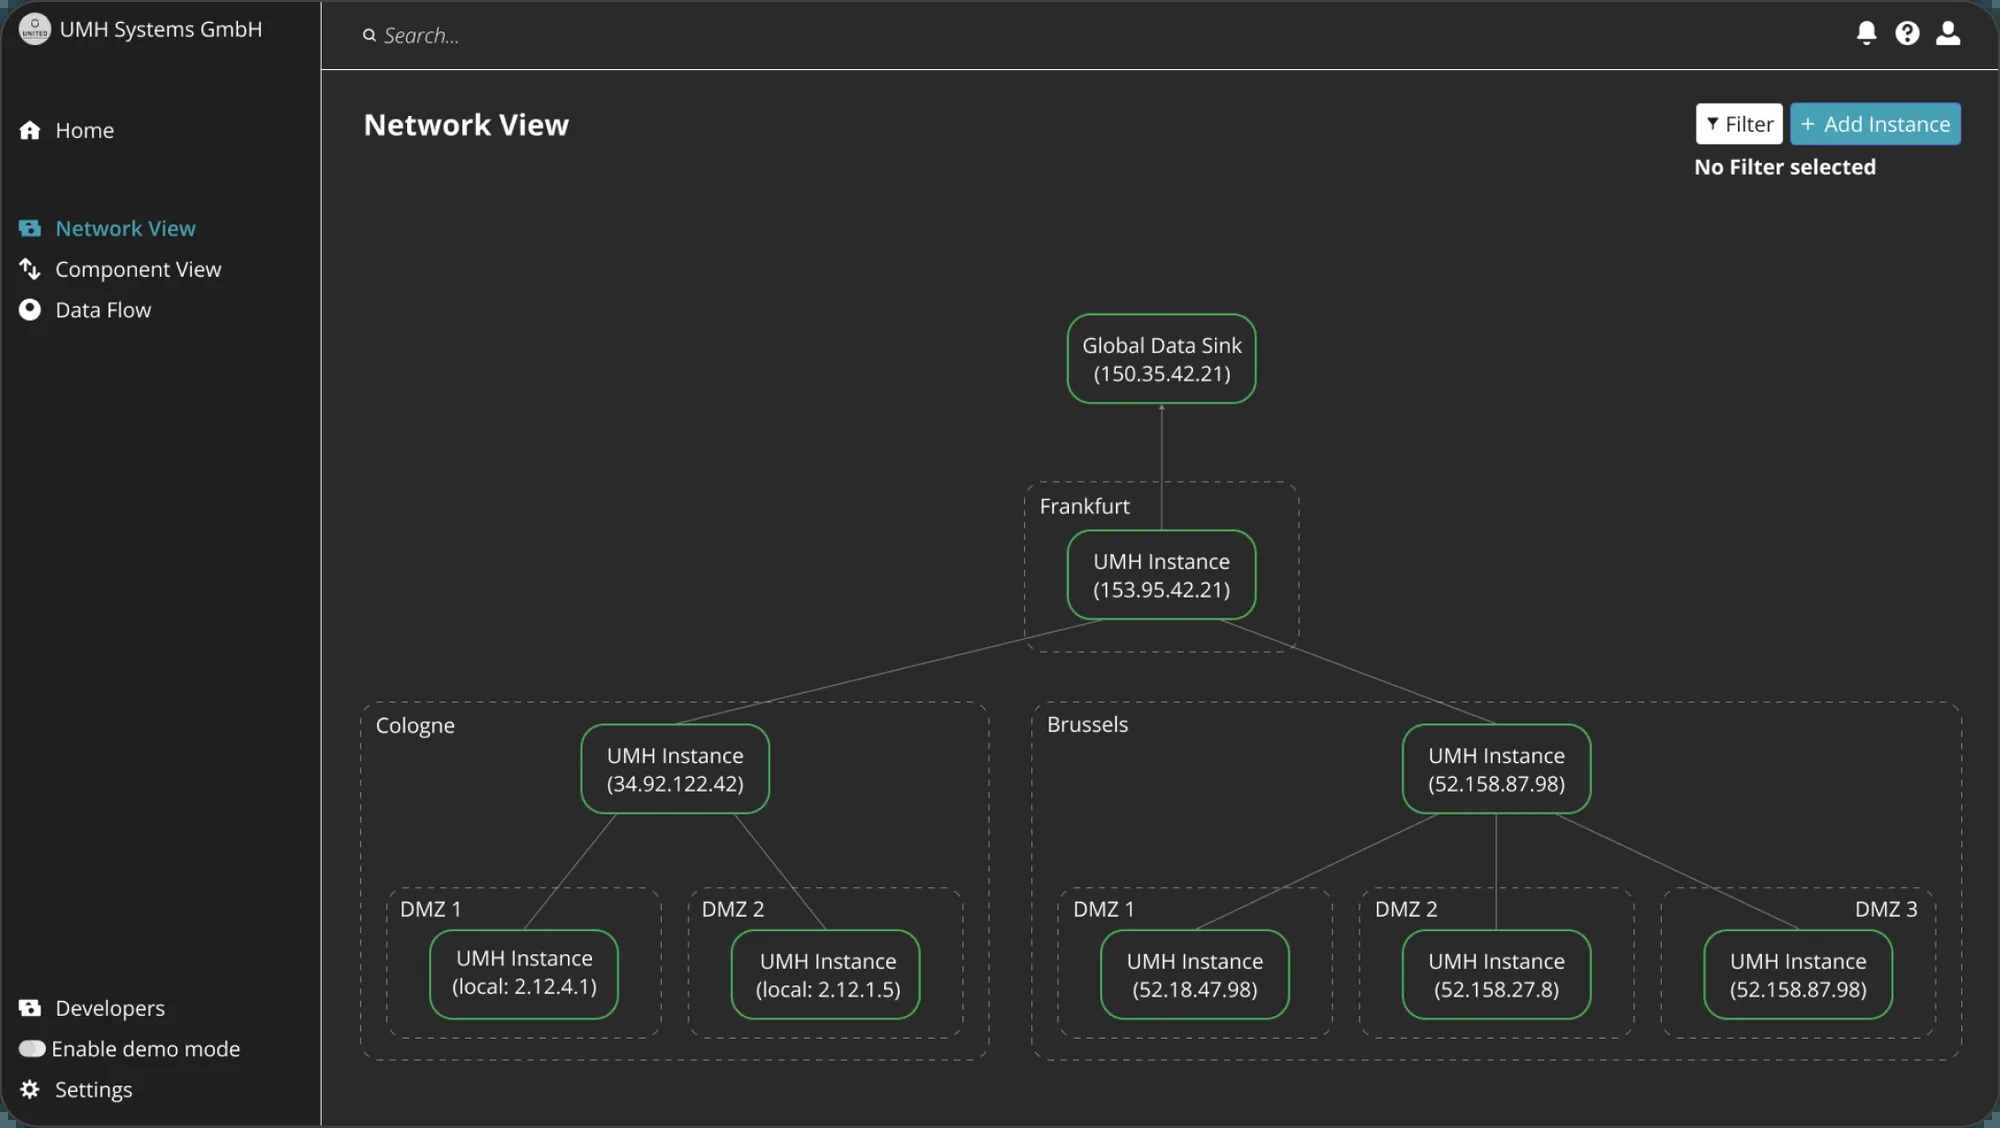 UNITED
UMH Systems GmbH
Search...
Home
Network View
Component View
Data Flow
Network View
Filter
+ Add Instance
No Filter selected
Global Data Sink
(150.35.42.21)
Frankfurt
UMH Instance
(153.95.42.21)
Cologne
UMH Instance
(34.92.122.42)
DMZ 1
UMH Instance
(local: 2.12.4.1)
DMZ 2
UMH Instance
(local: 2.12.1.5)
Brussels
UMH Instance
(52.158.87.98)
DMZ 1
UMH Instance
(52.18.47.98)
DMZ 2
UMH Instance
(52.158.27.8)
DMZ 3
UMH Instance
(52.158.87.98)
Developers
Enable demo mode
Settings